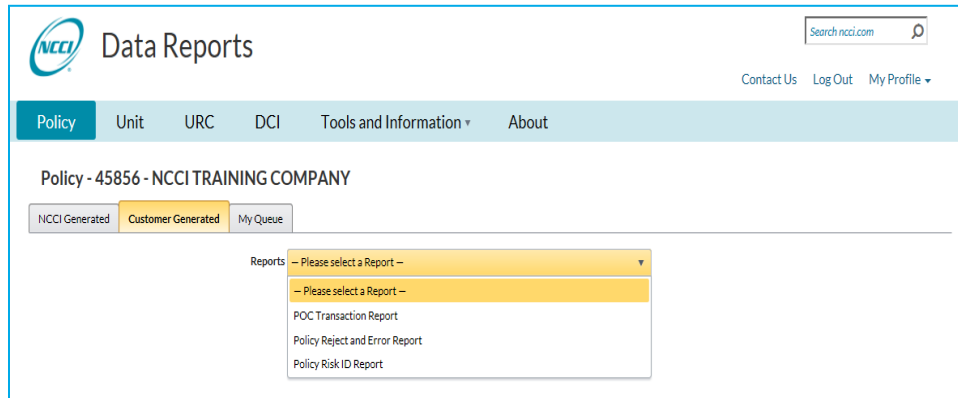 NCCI
Data Reports
Search ncci.com
Contact Us Log Out My Profile
Policy Unit URC DCI Tools and Information About
Policy - 45856 - NCCI TRAINING COMPANY
NCCI Generated Customer Generated My Queue
Reports — Please select a Report —
— Please select a Report —
POC Transaction Report
Policy Reject and Error Report
Policy Risk ID Report